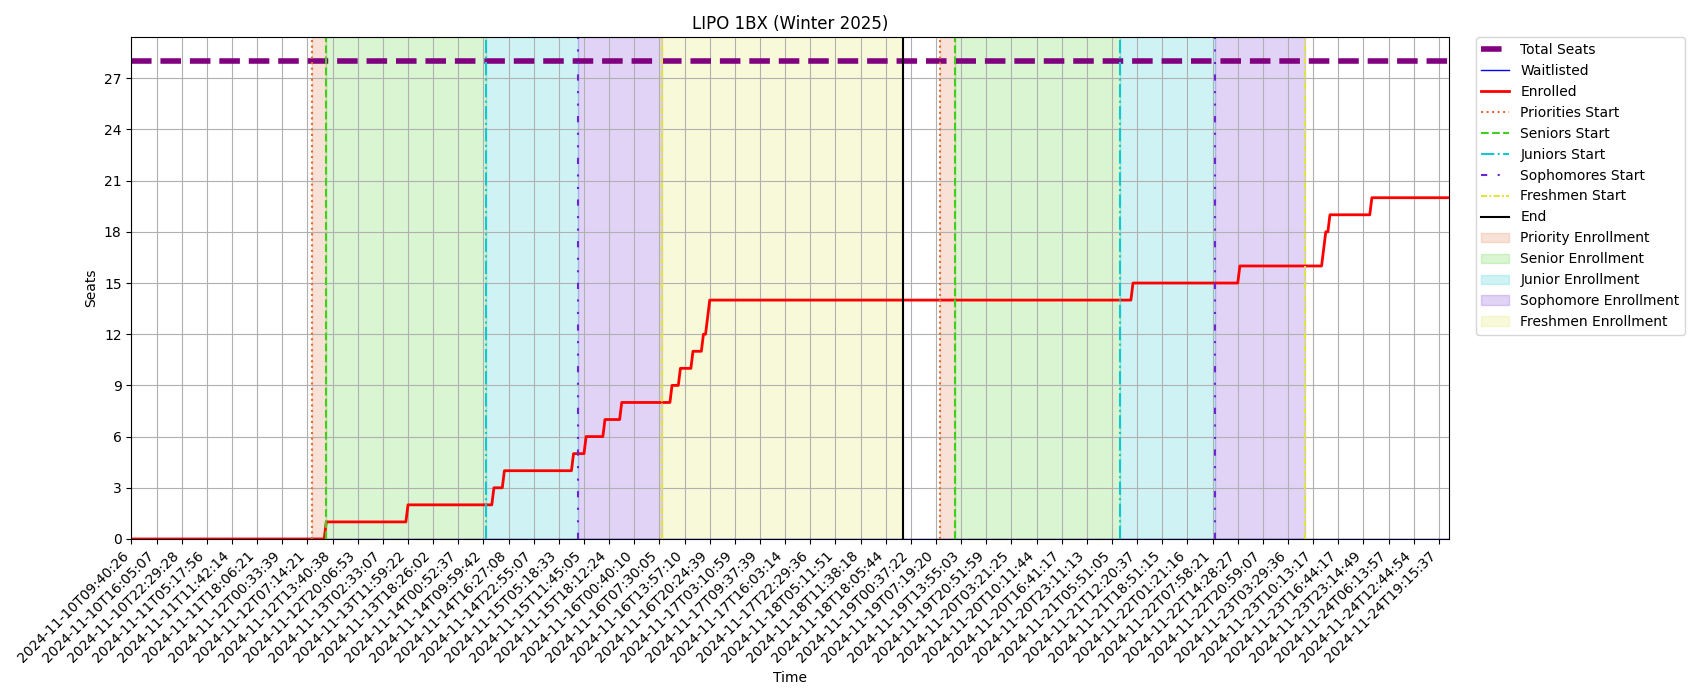 LIPO 1BX (Winter 2025)
Seats
27
24
21
18
15
12
9
6
3
0
2024-11-10T09:40:26
2024-11-10T16:05:07
2024-11-10T22:29:28
2024-11-11T05:17:56
2024-11-11T11:42:14
2024-11-11T18:06:21
2024-11-12T00:33:39
2024-11-12T07:14:21
2024-11-12T13:40:38
2024-11-12T20:06:53
2024-11-13T02:33:07
2024-11-13T11:59:22
2024-11-13T18:26:02
2024-11-14T00:52:37
2024-11-14T09:59:42
2024-11-14T16:27:08
2024-11-14T22:55:07
2024-11-15T05:18:33
2024-11-15T11:45:05
2024-11-15T18:12:24
2024-11-16T00:40:10
2024-11-16T07:30:05
2024-11-16T13:57:10
2024-11-16T20:24:39
2024-11-17T03:10:59
2024-11-17T09:37:39
2024-11-17T16:03:14
2024-11-17T22:29:36
2024-11-18T05:11:51
2024-11-18T11:38:18
2024-11-18T18:05:44
2024-11-19T00:37:22
2024-11-19T07:19:20
2024-11-19T13:55:03
2024-11-19T20:51:59
2024-11-20T03:21:25
2024-11-20T10:11:44
2024-11-20T16:41:17
2024-11-20T23:11:13
2024-11-21T05:51:05
2024-11-21T12:20:37
2024-11-21T18:51:15
2024-11-22T01:21:16
2024-11-22T07:58:21
2024-11-22T14:28:27
2024-11-22T20:59:07
2024-11-23T03:29:36
2024-11-23T10:13:17
2024-11-23T16:44:17
2024-11-23T23:14:49
2024-11-24T06:13:57
2024-11-24T12:44:54
2024-11-24T19:15:37
Time
Total Seats
Waitlisted
Enrolled
Priorities Start
Seniors Start
Juniors Start
Sophomores Start
Freshmen Start
End
Priority Enrollment
Senior Enrollment
Junior Enrollment
Sophomore Enrollment
Freshmen Enrollment